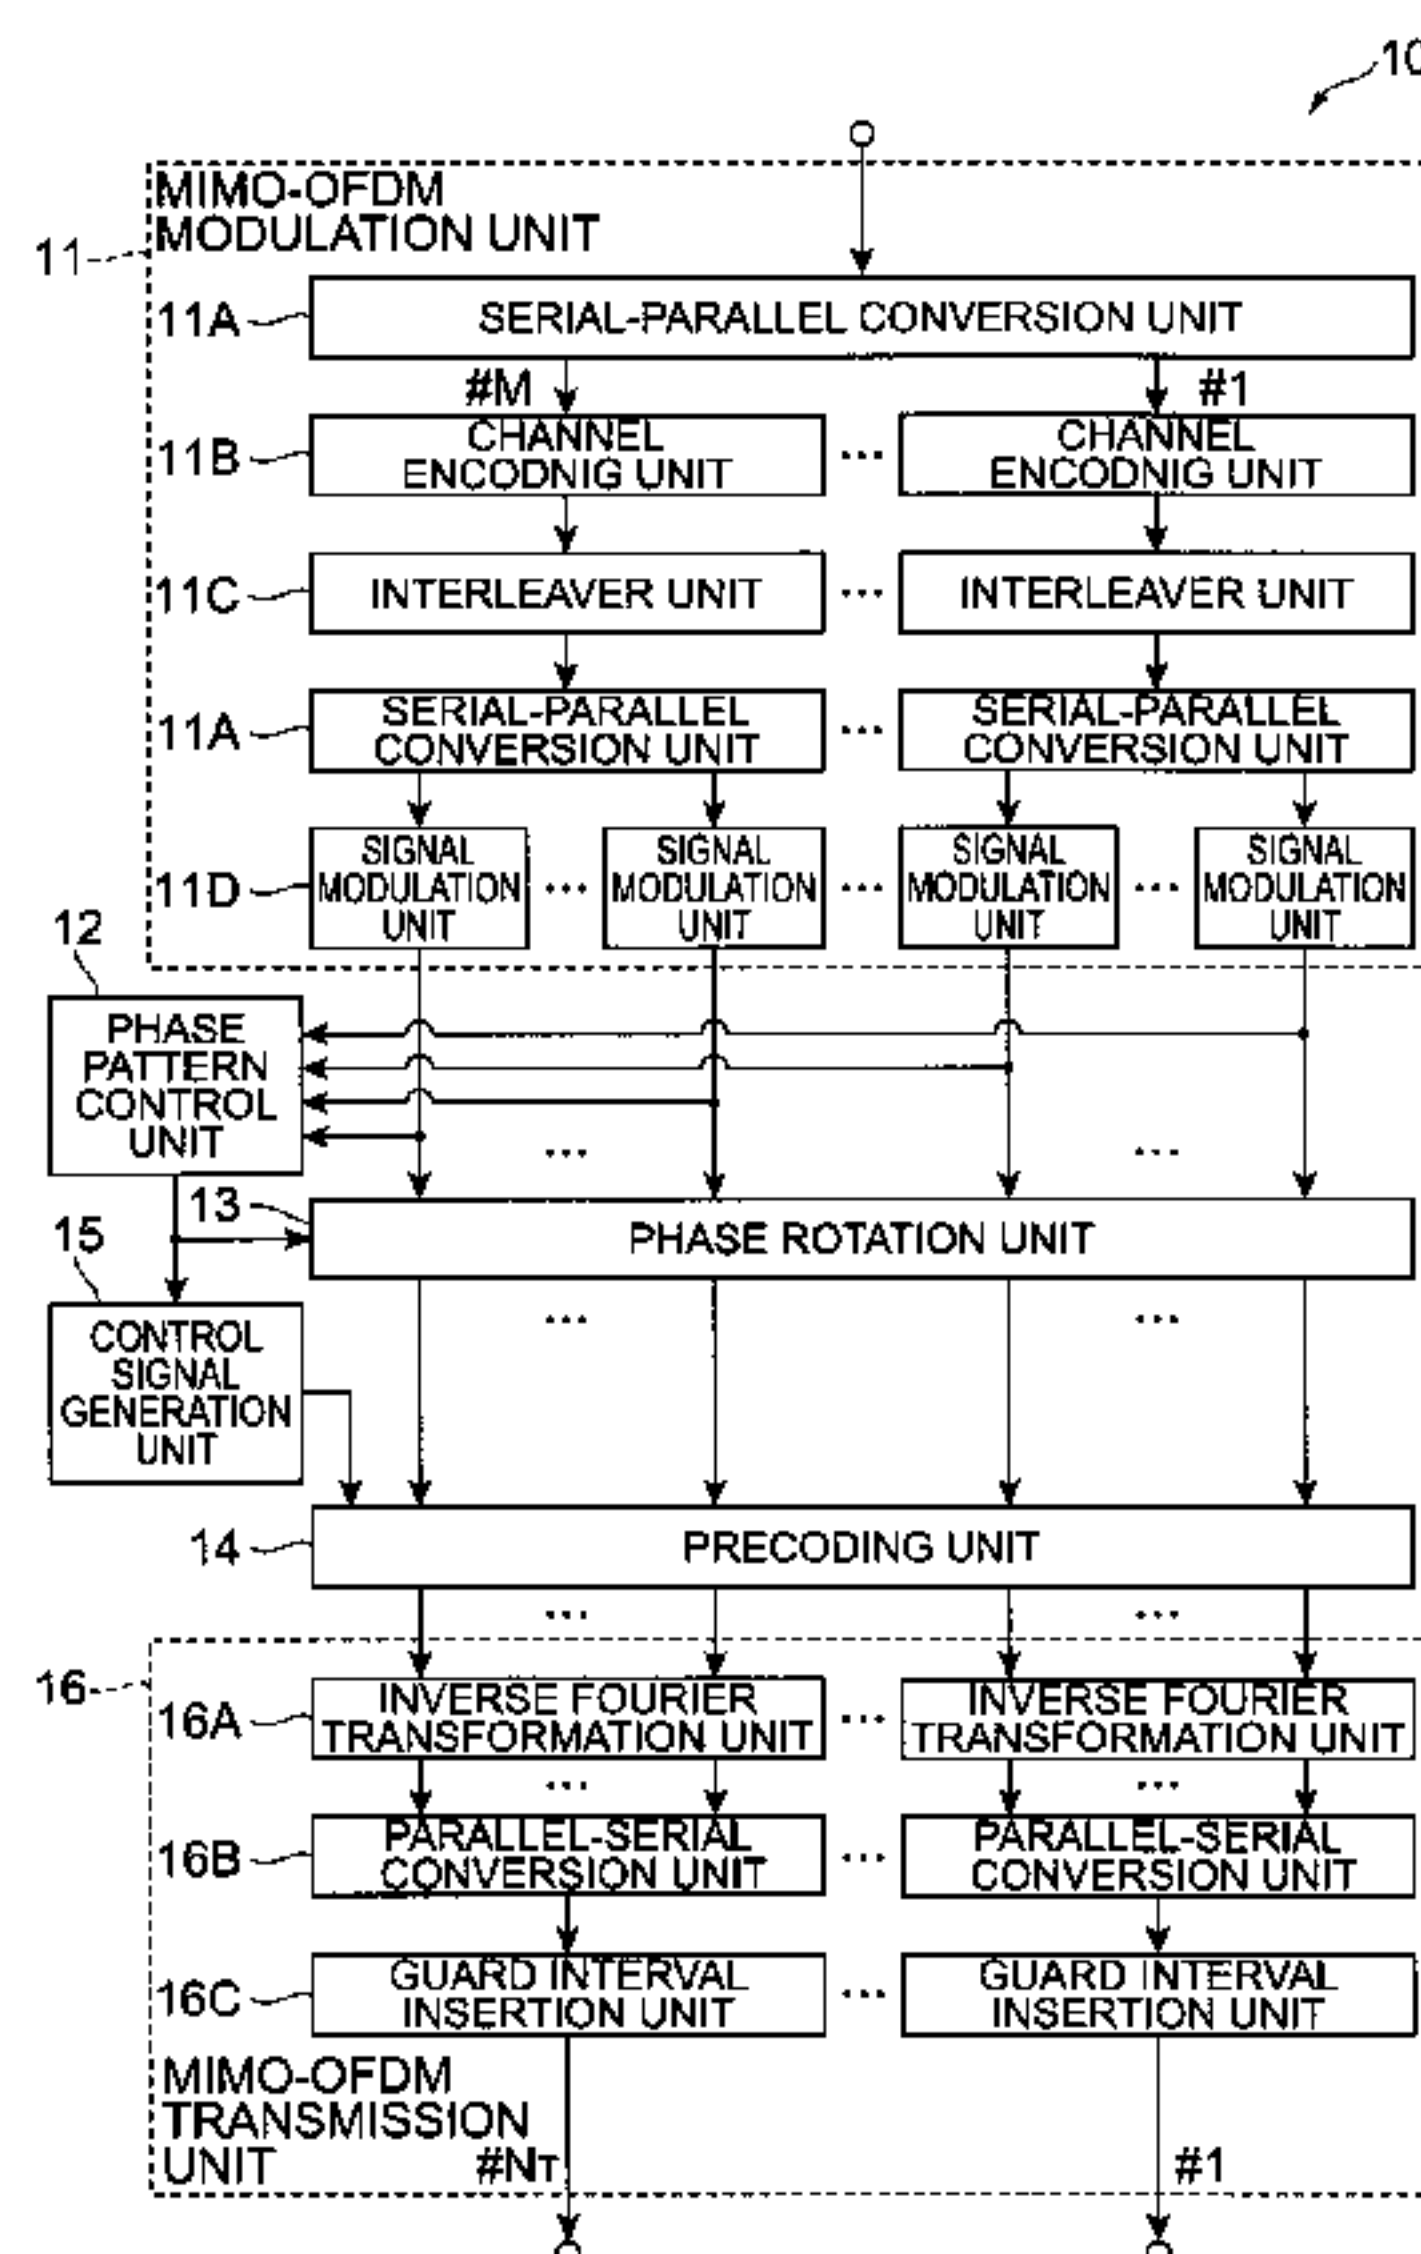 10
MIMO-OFDM
MODULATION UNIT
11
11A
SERIAL-PARALLEL CONVERSION UNIT
#M
#1
11B
CHANNEL
ENCODNIG UNIT
...
CHANNEL
ENCODNIG UNIT
11C
INTERLEAVER UNIT
...
INTERLEAVER UNIT
11A
SERIAL-PARALLEL
CONVERSION UNIT
...
SERIAL-PARALLEL
CONVERSION UNIT
11D
SIGNAL
MODULATION
UNIT
...
SIGNAL
MODULATION
UNIT
...
SIGNAL
MODULATION
UNIT
...
SIGNAL
MODULATION
UNIT
12
PHASE
PATTERN
CONTROL
UNIT
...
...
13
PHASE ROTATION UNIT
15
CONTROL
SIGNAL
GENERATION
UNIT
...
...
14
PRECODING UNIT
...
...
16
16A
INVERSE FOURIER
TRANSFORMATION UNIT
...
INVERSE FOURIER
TRANSFORMATION UNIT
...
...
16B
PARALLEL-SERIAL
CONVERSION UNIT
...
PARALLEL-SERIAL
CONVERSION UNIT
16C
GUARD INTERVAL
INSERTION UNIT
...
GUARD INTERVAL
INSERTION UNIT
MIMO-OFDM
TRANSMISSION
UNIT
#NT
#1